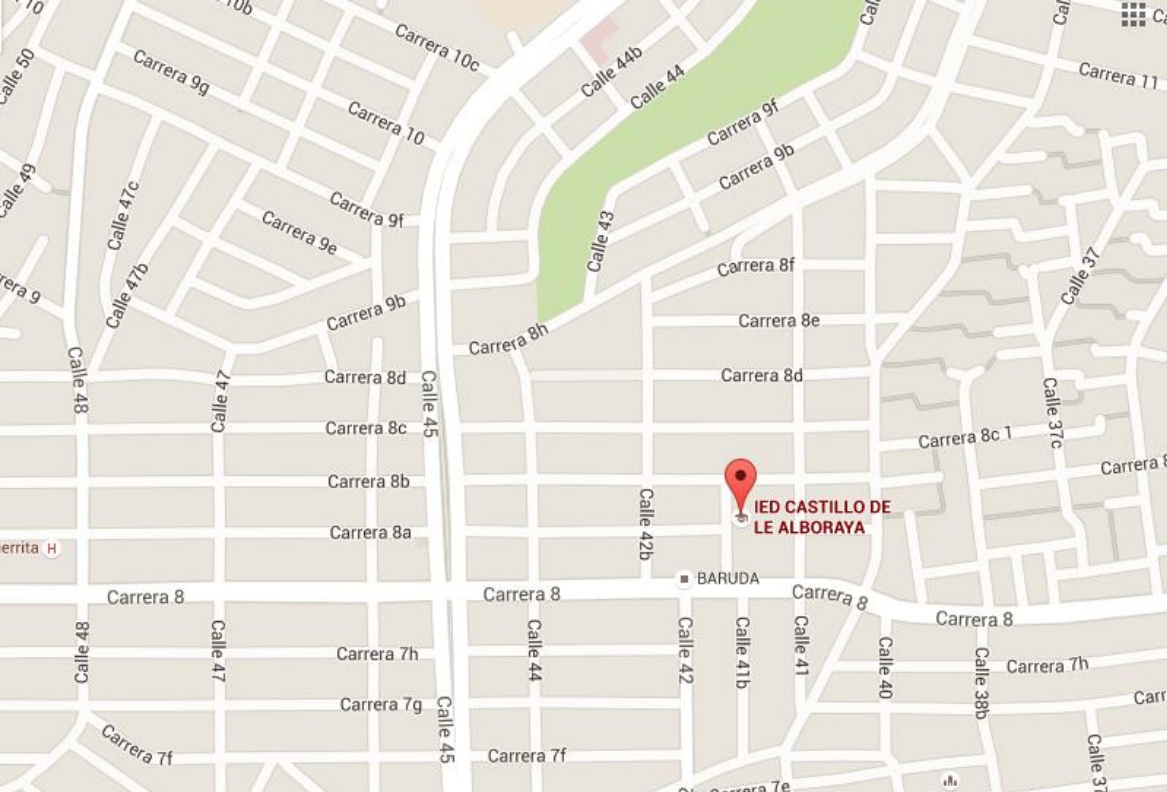 10
10b
Carrera 10c
Calle 44b
Carrera 11
Calle 50
Carrera 9g
Calle 44
Carrera 10
Carrera 9f
Carrera 9b
Calle 49
Calle 47c
Carrera 9f
Carrera 9e
Calle 43
Calle 37
Carrera 8f
Calle 47b
Carrera 9b
Carrera 8e
Carrera 8h
Calle 48
Calle 47
Carrera 8d
Calle 45
Carrera 8d
Calle 37c
Carrera 8c
Carrera 8c 1
Carrera 8b
Carrera 8
IED CASTILLO DE
LE ALBORAYA
Calle 42b
Carrera 8a
H
BARUDA
Carrera 8
Carrera 8
Carrera 8
Carrera 8
Calle 48
Calle 47
Carrera 7h
Calle 44
Calle 42
Calle 41b
Calle 41
Calle 40
Calle 38b
Carrera 7h
Carrera 7g
Calle 45
Carrera 7f
Carrera 7f
Carrera 7e